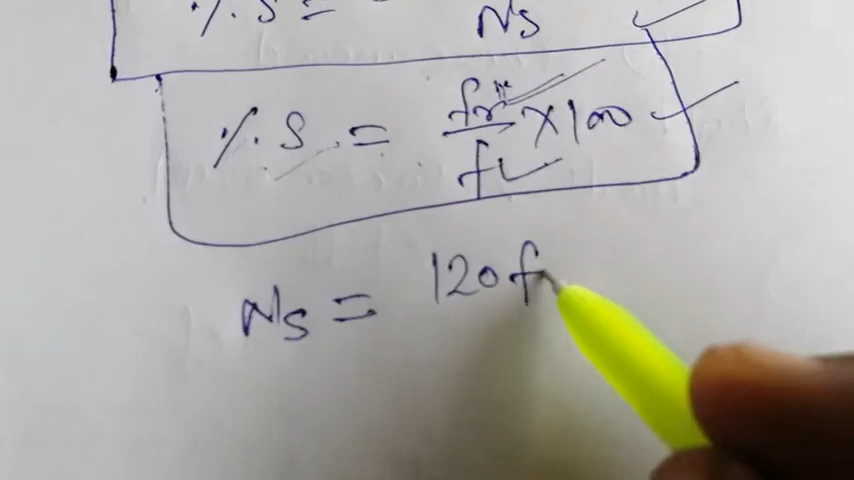 % S =
Ns
% S = fr/f × 100
Ns = 120f